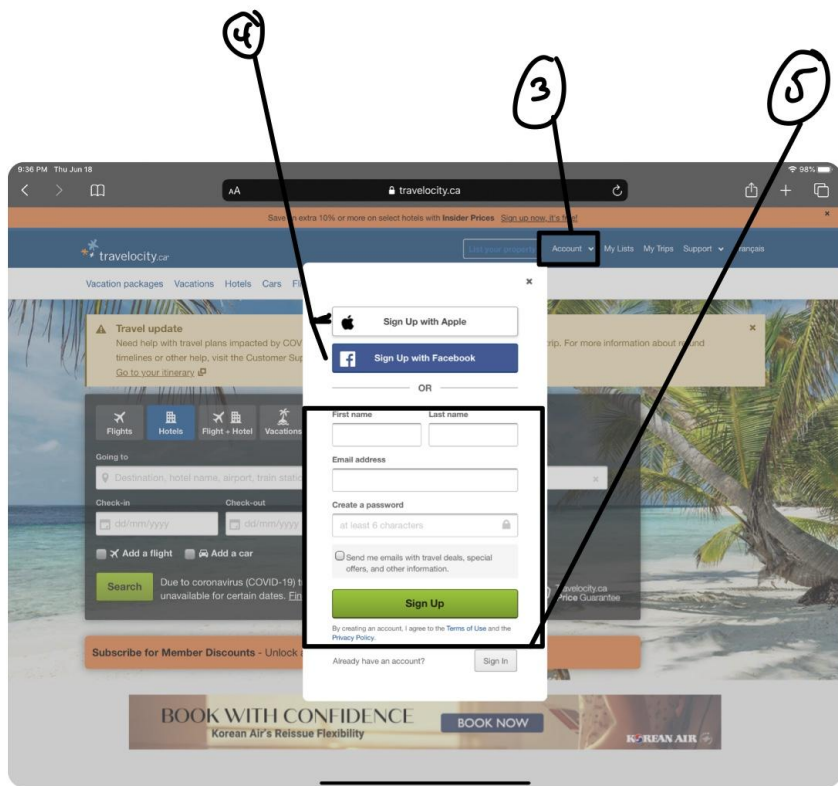 4
3
5
9:36 PM Thu Jun 18
98%
AA
travelocity.ca
Save an extra 10% or more on select hotels with Insider Prices Sign up now, it's free!
travelocity.ca
List your property
Account
My Lists
My Trips
Support
Français
Vacation packages Vacations Hotels Cars
Sign Up with Apple
Travel update
Need help with travel plans impacted by
trip. For more information about refund
timelines or other help, visit the Customer
Sign Up with Facebook
Go to your itinerary
OR
Flights
Hotels
Flight + Hotel
Vacations
First name
Last name
Going to
Email address
Destination, hotel name, airport, train
Check-in
Check-out
Create a password
dd/mm/yyyy
dd/mm/yyyy
at least 6 characters
Add a flight
Add a car
Send me emails with travel deals, special
offers, and other information.
Search
Due to coronavirus (COVID-19)
unavailable for certain dates.
Sign Up
Travelocity.ca
Price Guarantee
By creating an account, I agree to the Terms of Use and the
Privacy Policy.
Subscribe for Member Discounts - Unlock
Already have an account?
Sign In
BOOK WITH CONFIDENCE
Korean Air's Reissue Flexibility
BOOK NOW
KOREAN AIR